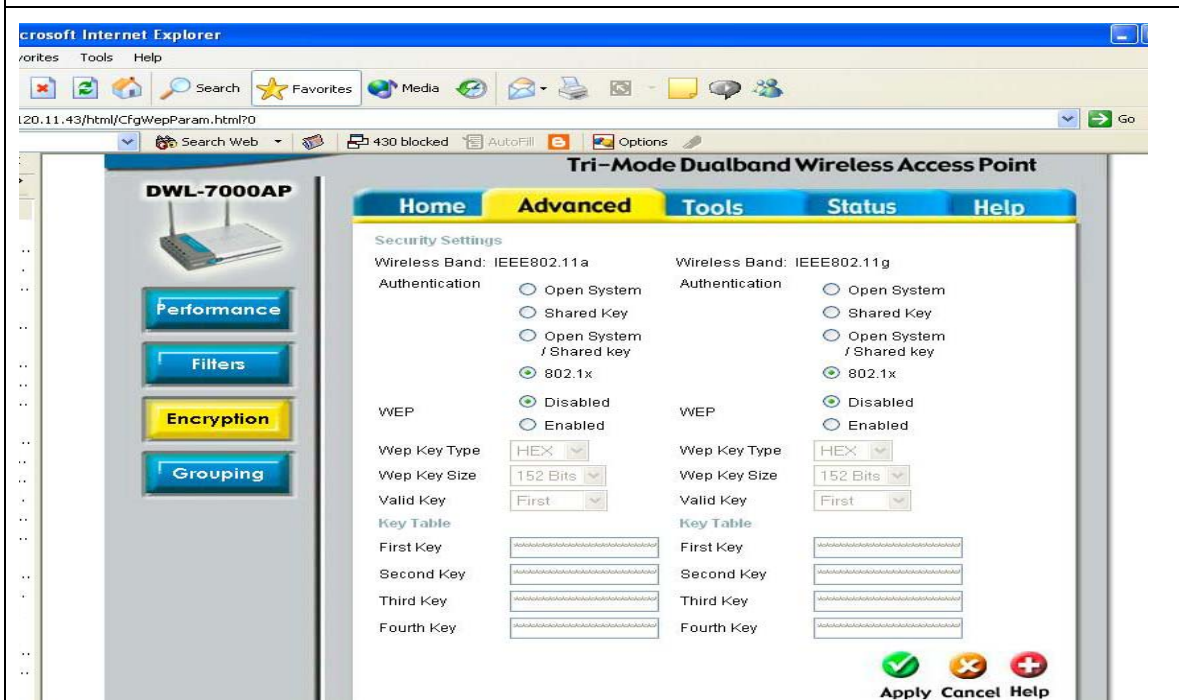 crosoft Internet Explorer
vorites Tools Help
Search Favorites Media
120.11.43/html/CfgWepParam.html?0 Go
Search Web 430 blocked AutoFill Options
Tri-Mode Dualband Wireless Access Point
DWL-7000AP
Home Advanced Tools Status Help
Performance
Filters
Encryption
Grouping
Security Settings
Wireless Band: IEEE802.11a Wireless Band: IEEE802.11g
Authentication Open System Authentication Open System
Shared Key Shared Key
Open System Open System
/ Shared key / Shared key
802.1x 802.1x
WEP Disabled WEP Disabled
Enabled Enabled
Wep Key Type HEX Wep Key Type HEX
Wep Key Size 152 Bits Wep Key Size 152 Bits
Valid Key First Valid Key First
Key Table Key Table
First Key First Key
Second Key Second Key
Third Key Third Key
Fourth Key Fourth Key
Apply Cancel Help